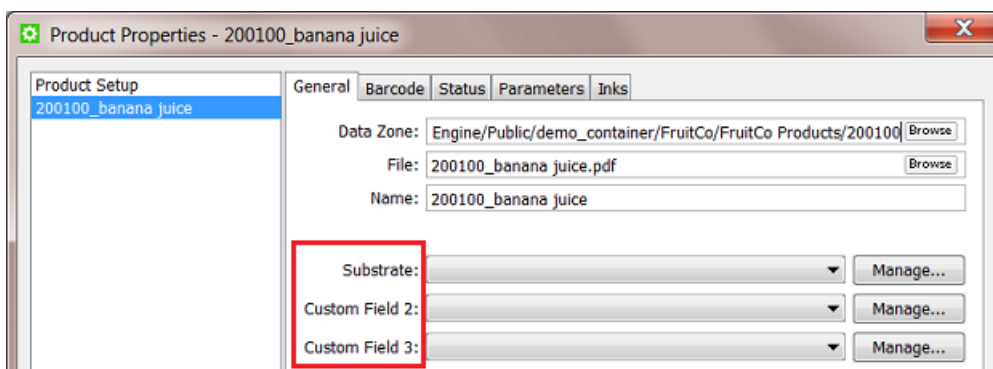 Product Properties - 200100_banana juice
X
Product Setup
200100_banana juice
General Barcode Status Parameters Inks
Data Zone: Engine/Public/demo_container/FruitCo/FruitCo Products/200100 Browse
File: 200100_banana juice.pdf Browse
Name: 200100_banana juice
Substrate: Manage...
Custom Field 2: Manage...
Custom Field 3: Manage...